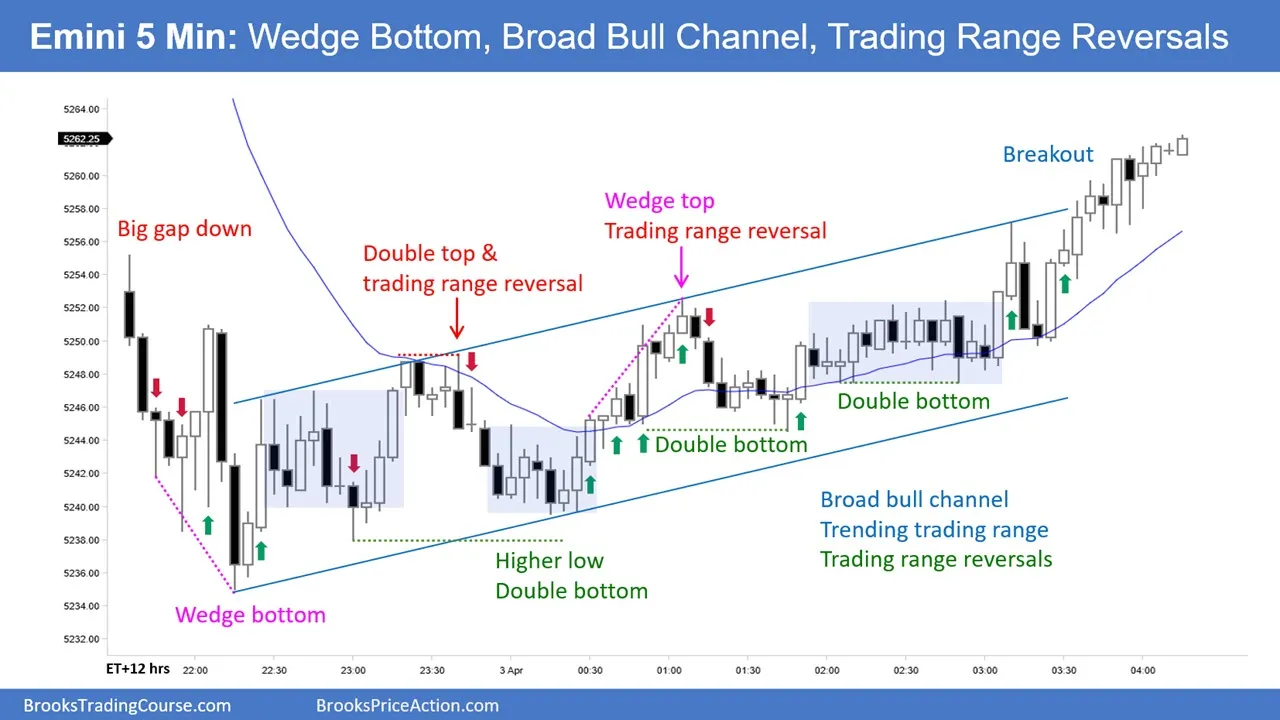 Emini 5 Min: Wedge Bottom, Broad Bull Channel, Trading Range Reversals
5264.00
5262.25
5260.00
5258.00
5256.00
5254.00
5252.00
5250.00
5248.00
5246.00
5244.00
5242.00
5240.00
5238.00
5236.00
5234.00
5232.00
Big gap down
Double top &
trading range reversal
Wedge top
Trading range reversal
Breakout
Double bottom
Double bottom
Higher low
Double bottom
Wedge bottom
Broad bull channel
Trending trading range
Trading range reversals
ET+12 hrs
22:00
22:30
23:00
23:30
3 Apr
00:30
01:00
01:30
02:00
02:30
03:00
03:30
04:00
BrooksTradingCourse.com
BrooksPriceAction.com